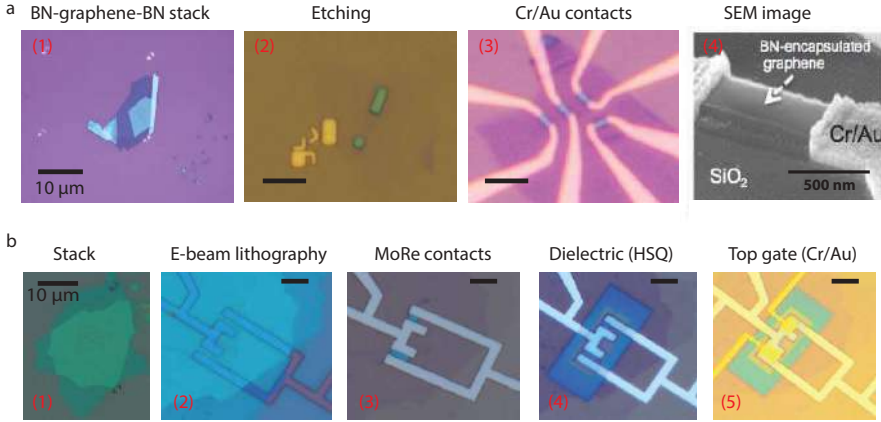 a
BN-graphene-BN stack
Etching
Cr/Au contacts
SEM image
(1)
(2)
(3)
(4)
BN-encapsulated
graphene
Cr/Au
SiO₂
10 µm
500 nm
b
Stack
E-beam lithography
MoRe contacts
Dielectric (HSQ)
Top gate (Cr/Au)
10 µm
(1)
(2)
(3)
(4)
(5)